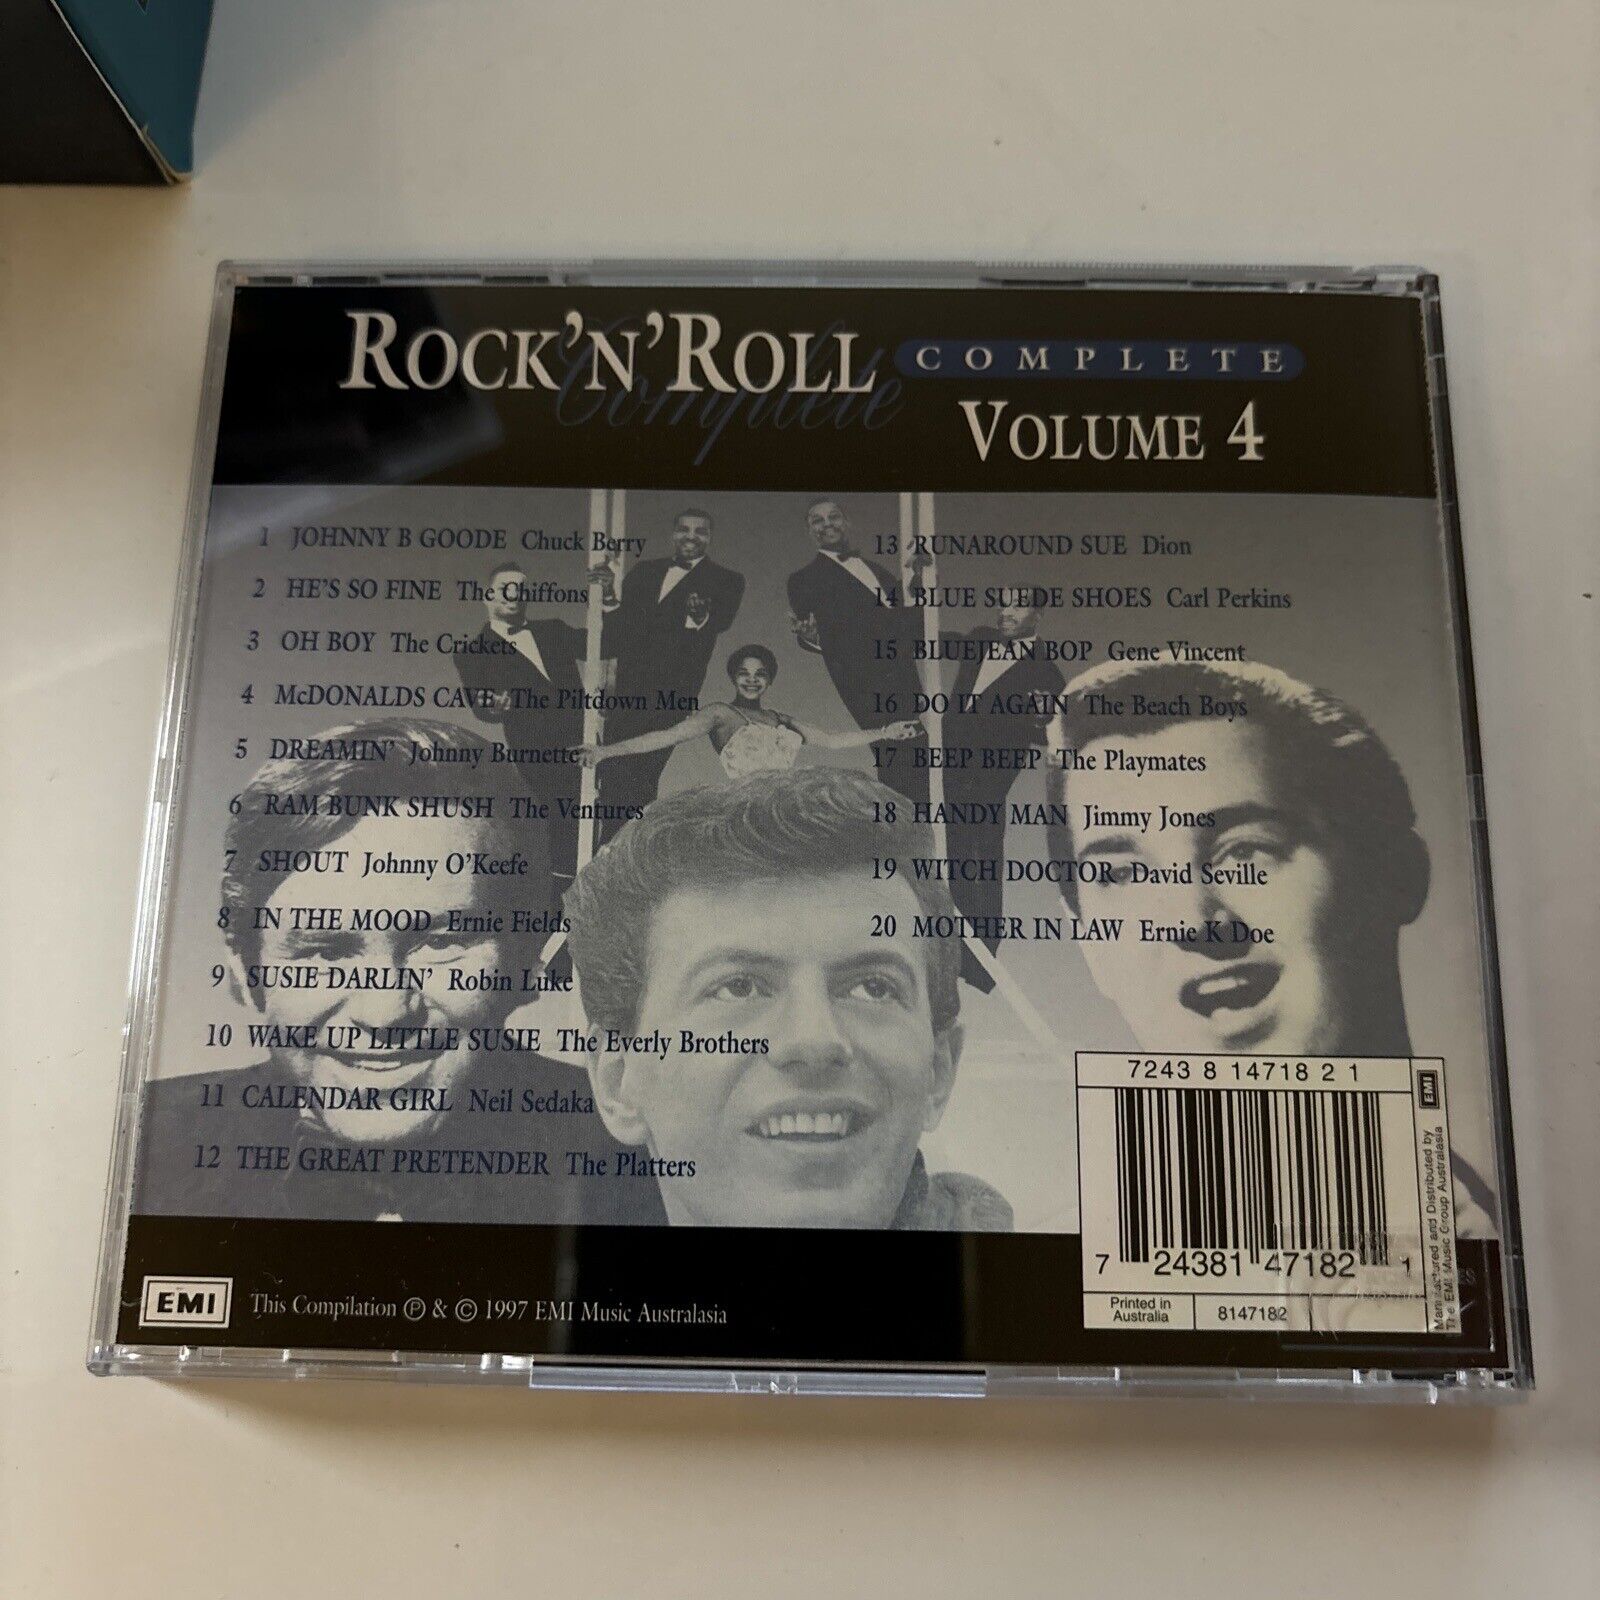 ROCK'N'ROLL COMPLETE
Complete
VOLUME 4
1 JOHNNY B GOODE Chuck Berry
2 HE'S SO FINE The Chiffons
3 OH BOY The Crickets
4 McDONALDS CAVE The Piltdown Men
5 DREAMIN' Johnny Burnette
6 RAM BUNK SHUSH The Ventures
7 SHOUT Johnny O'Keefe
8 IN THE MOOD Ernie Fields
9 SUSIE DARLIN' Robin Luke
10 WAKE UP LITTLE SUSIE The Everly Brothers
11 CALENDAR GIRL Neil Sedaka
12 THE GREAT PRETENDER The Platters
13 RUNAROUND SUE Dion
14 BLUE SUEDE SHOES Carl Perkins
15 BLUEJEAN BOP Gene Vincent
16 DO IT AGAIN The Beach Boys
17 BEEP BEEP The Playmates
18 HANDY MAN Jimmy Jones
19 WITCH DOCTOR David Seville
20 MOTHER IN LAW Ernie K Doe
7243 8 14718 2 1
7 24381 47182 1
Printed in
Australia
8147182
EMI
Manufactured and Distributed by
The EMI Music Group Australasia
EMI
This Compilation ℗ & © 1997 EMI Music Australasia